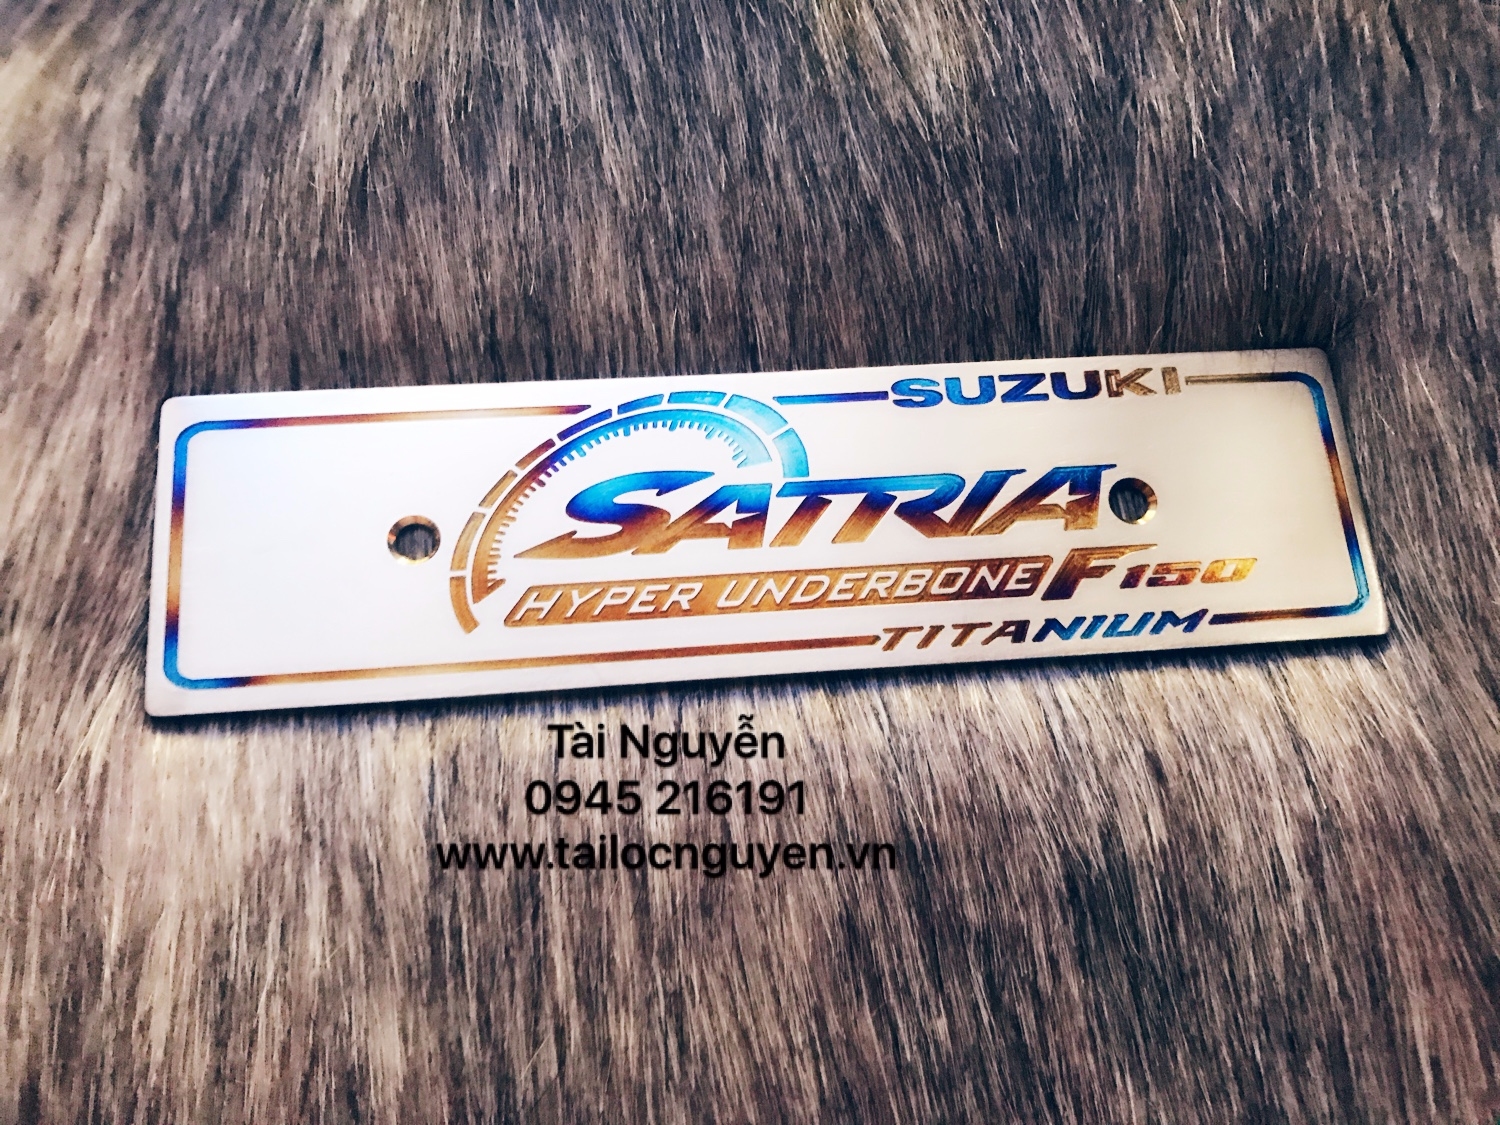 SUZUKI
SATRIA
HYPER UNDERBONE F150
TITANIUM
Tài Nguyễn
0945 216191
www.tailocnguyen.vn